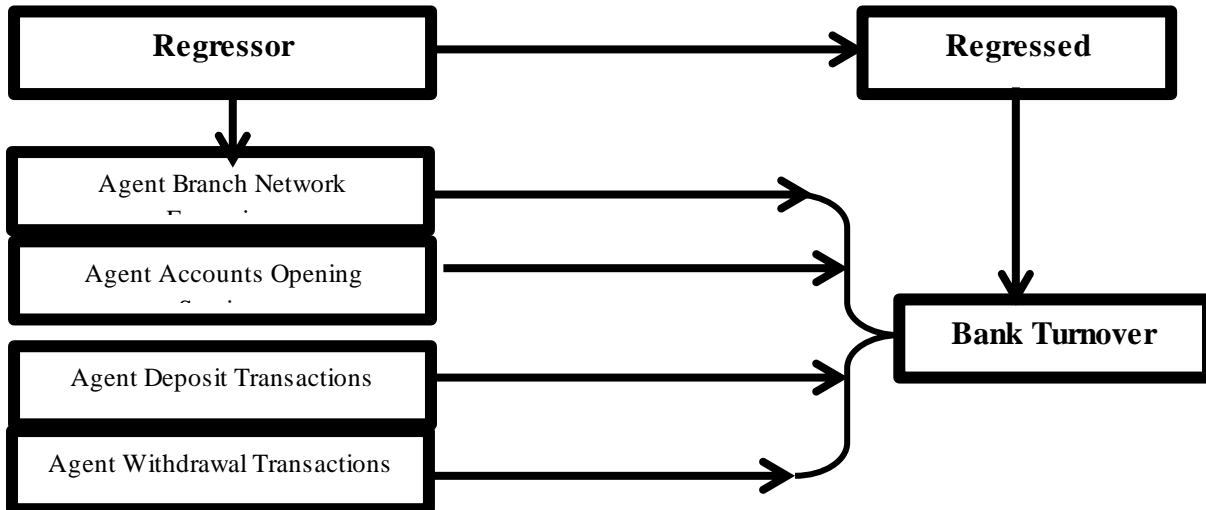 Regressor
Regressed
Agent Branch Network
Agent Accounts Opening
Bank Turnover
Agent Deposit Transactions
Agent Withdrawal Transactions